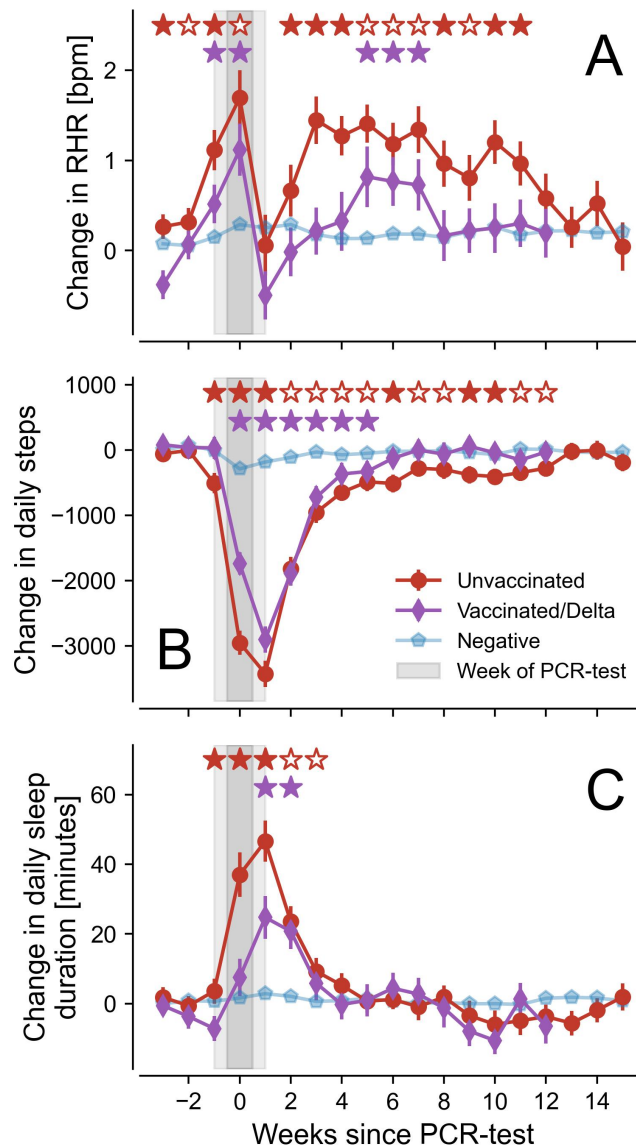 A
Change in RHR [bpm]
2
1
0
B
Change in daily steps
1000
0
−1000
−2000
−3000
Unvaccinated
Vaccinated/Delta
Negative
Week of PCR-test
C
Change in daily sleep
duration [minutes]
60
40
20
0
−2 0 2 4 6 8 10 12 14
Weeks since PCR-test